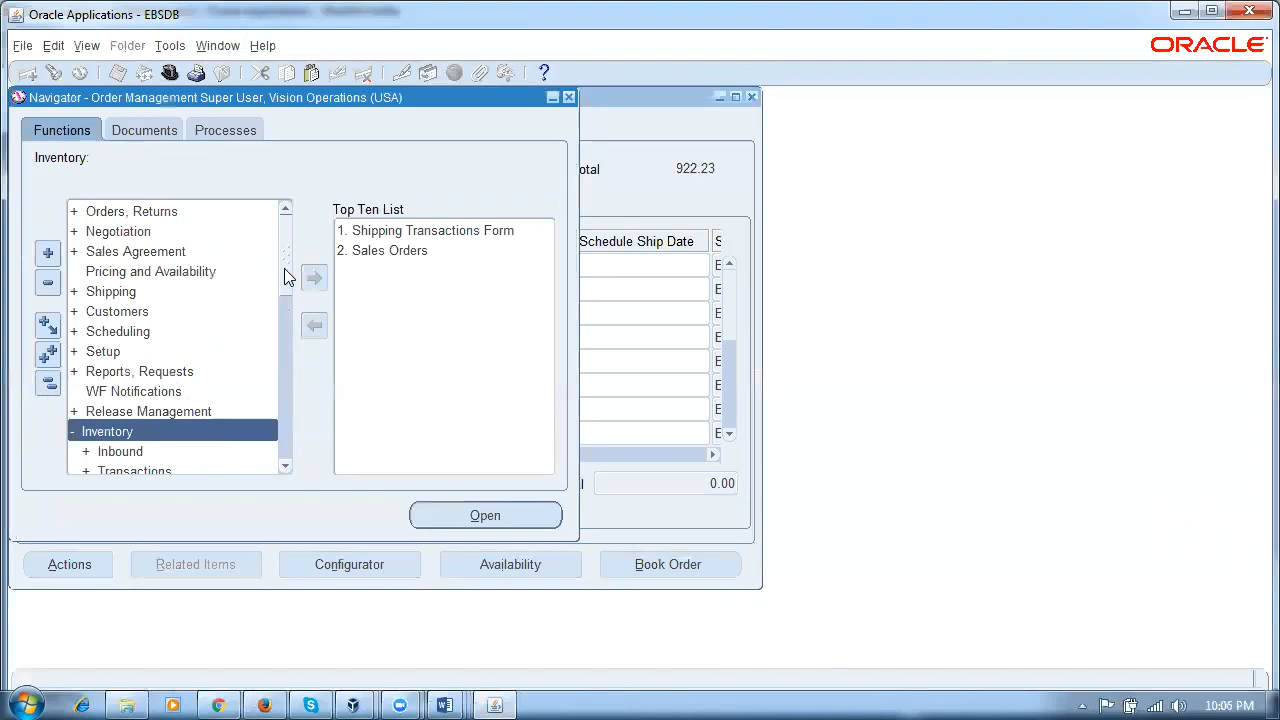 Oracle Applications - EBSDB
File Edit View Folder Tools Window Help
ORACLE
Navigator - Order Management Super User, Vision Operations (USA)
Functions Documents Processes
Inventory:
otal 922.23
Top Ten List
+ Orders, Returns
+ Negotiation
+ Sales Agreement
Pricing and Availability
+ Shipping
+ Customers
+ Scheduling
+ Setup
+ Reports, Requests
WF Notifications
+ Release Management
- Inventory
+ Inbound
+ Transactions
1. Shipping Transactions Form
2. Sales Orders
Schedule Ship Date S
E
E
E
E
E
E
E
E
l 0.00
Open
Actions Related Items Configurator Availability Book Order
10:06 PM